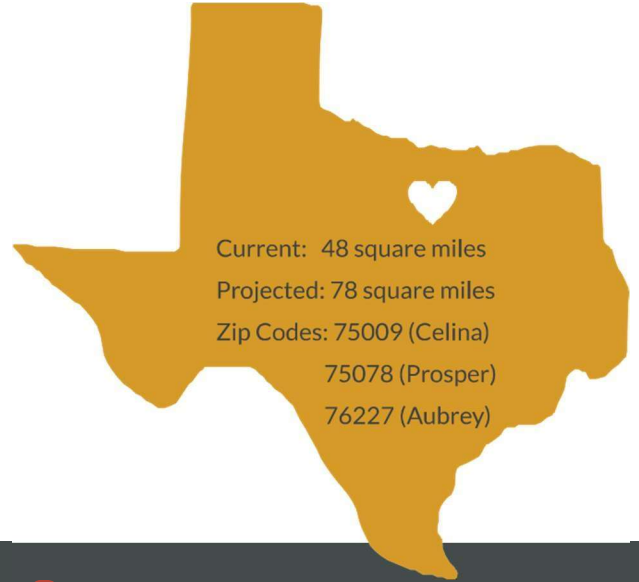 Current: 48 square miles
Projected: 78 square miles
Zip Codes: 75009 (Celina)
75078 (Prosper)
76227 (Aubrey)